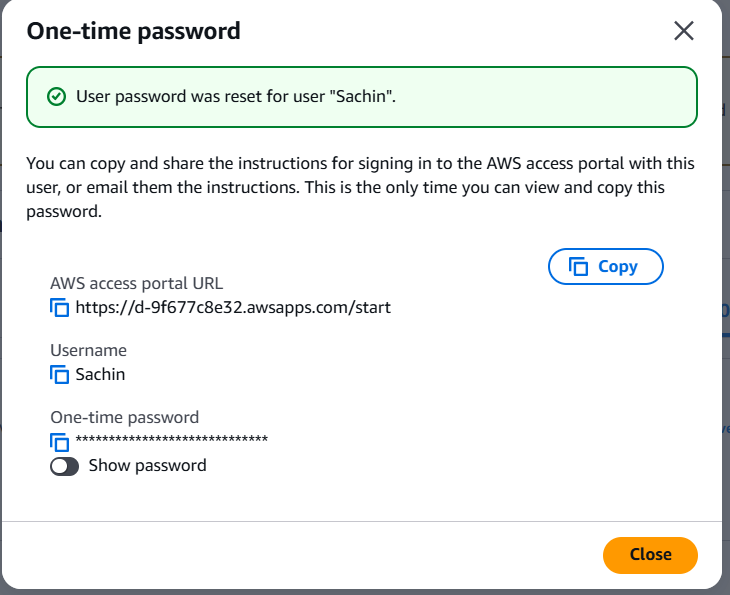 One-time password
User password was reset for user "Sachin".
You can copy and share the instructions for signing in to the AWS access portal with this
user, or email them the instructions. This is the only time you can view and copy this
password.
Copy
AWS access portal URL
https://d-9f677c8e32.awsapps.com/start
Username
Sachin
One-time password
*****************************
Show password
Close